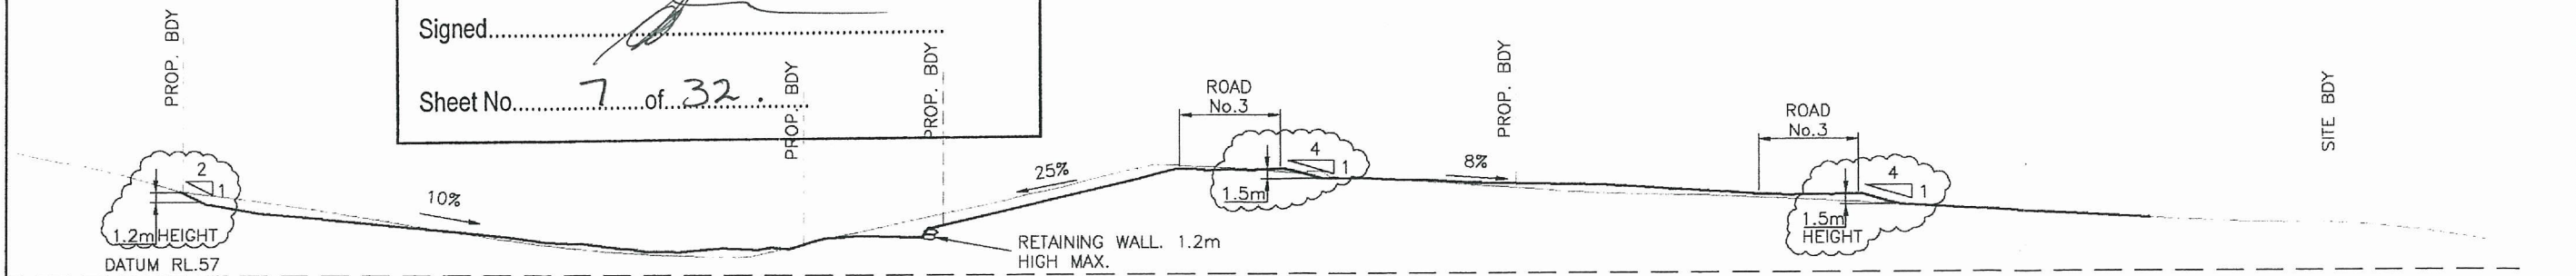 Signed
Sheet No. 7 of 32.
PROP. BDY
PROP. BDY
PROP. BDY
PROP. BDY
SITE BDY
ROAD
No.3
ROAD
No.3
2
1
1.2m HEIGHT
DATUM RL.57
10%
25%
RETAINING WALL. 1.2m
HIGH MAX.
4
1
1.5m
8%
4
1
1.5m
HEIGHT